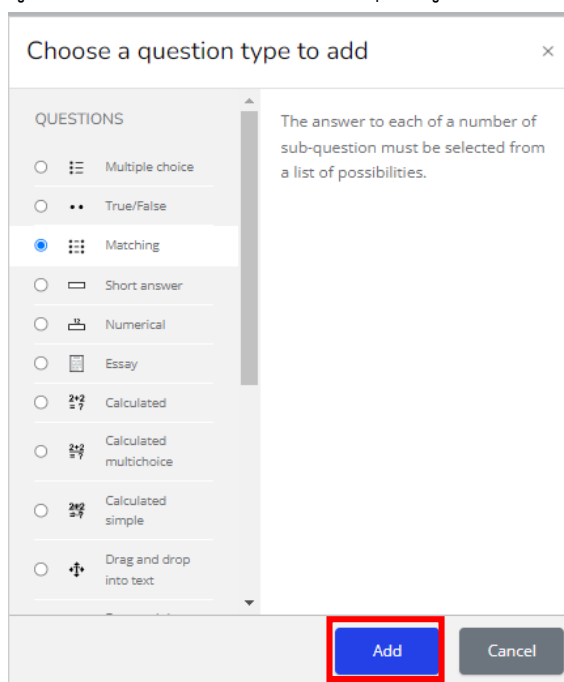 Choose a question type to add ×
QUESTIONS
Multiple choice
True/False
Matching
Short answer
12
Numerical
Essay
2+2
= ?
Calculated
2+2
= ?
Calculated
multichoice
Calculated
simple
Drag and drop
into text
The answer to each of a number of
sub-question must be selected from
a list of possibilities.
Add
Cancel